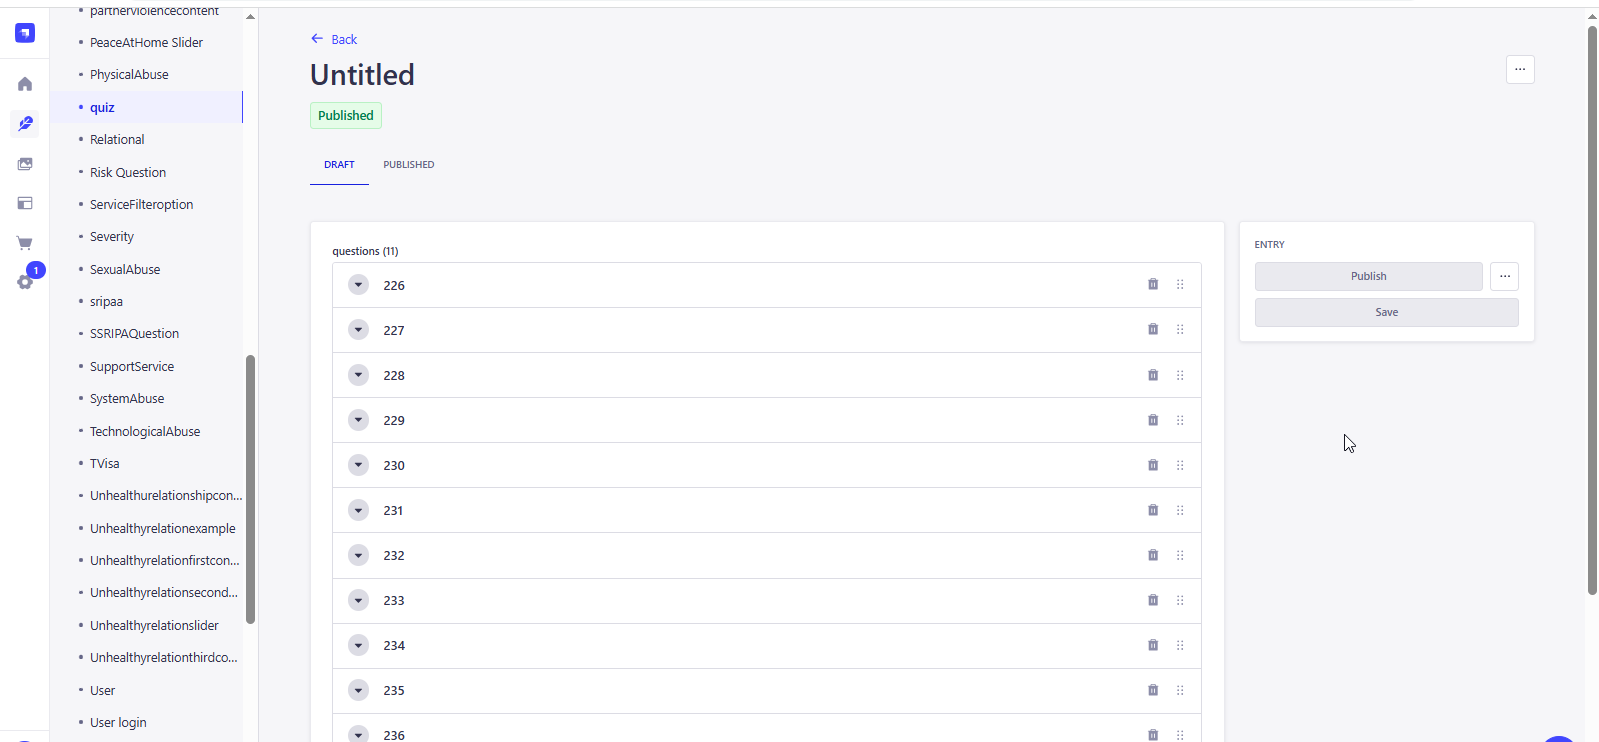 partnerviolencecontent
PeaceAtHome Slider
PhysicalAbuse
quiz
Relational
Risk Question
ServiceFilteroption
Severity
SexualAbuse
sripaa
SSRIPAQuestion
SupportService
SystemAbuse
TechnologicalAbuse
TVisa
Unhealthurelationshipcon...
Unhealthyrelationexample
Unhealthyrelationfirstcon...
Unhealthyrelationsecond...
Unhealthyrelationslider
Unhealthyrelationthirdco...
User
User login
1
Back
Untitled
Published
DRAFT PUBLISHED
questions (11)
226
227
228
229
230
231
232
233
234
235
236
ENTRY
Publish
Save